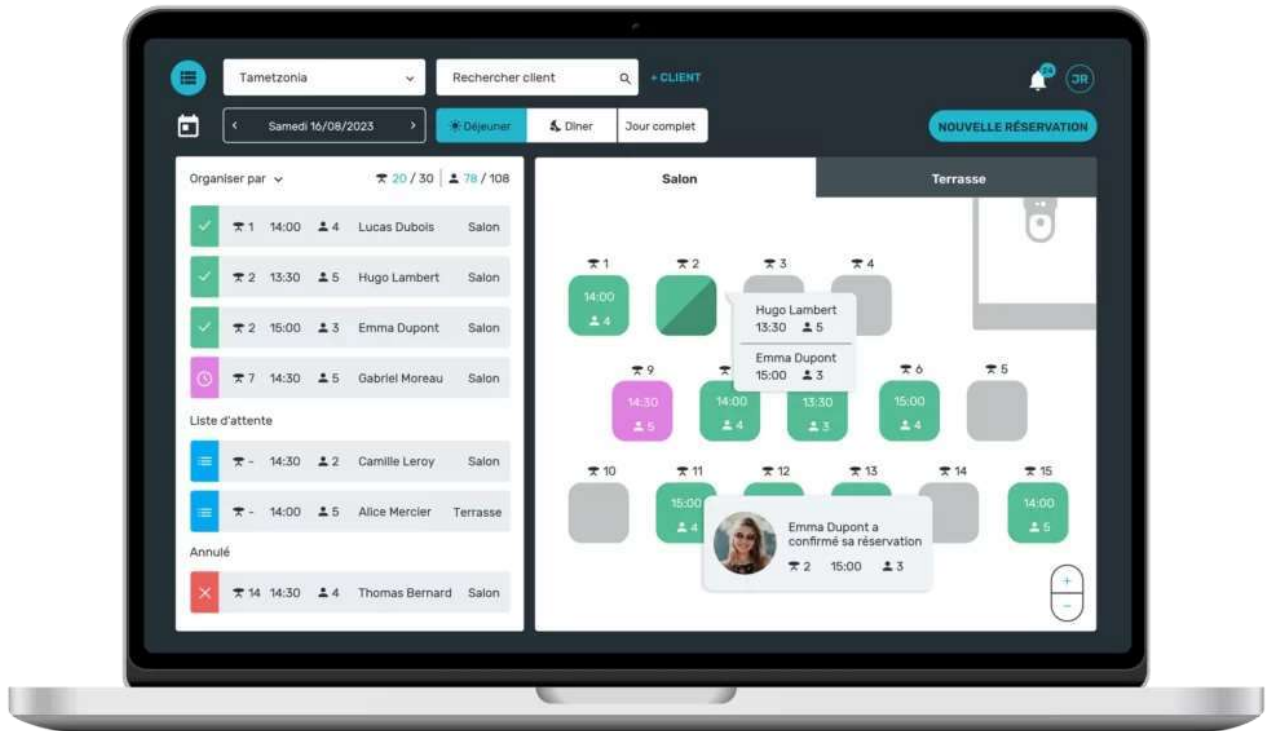 Tametzonia
Rechercher client
+ CLIENT
24
JR
Samedi 16/08/2023
Déjeuner
Dîner
Jour complet
NOUVELLE RÉSERVATION
Organiser par
20 / 30
78 / 108
1 14:00 4 Lucas Dubois Salon
2 13:30 5 Hugo Lambert Salon
2 15:00 3 Emma Dupont Salon
7 14:30 5 Gabriel Moreau Salon
Liste d'attente
- 14:30 2 Camille Leroy Salon
- 14:00 5 Alice Mercier Terrasse
Annulé
14 14:30 4 Thomas Bernard Salon
Salon
Terrasse
1 2 3 4
14:00
4
Hugo Lambert
13:30 5
Emma Dupont
15:00 3
9 6 5
14:30 14:00 13:30 15:00
5 4 3 4
10 11 12 13 14 15
15:00 14:00
4 5
Emma Dupont a
confirmé sa réservation
2 15:00 3
+
-